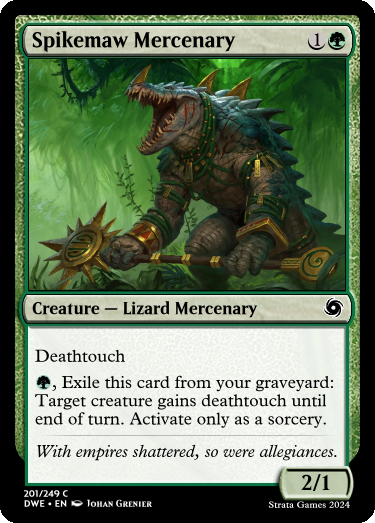 Spikemaw Mercenary 1
Creature — Lizard Mercenary
Deathtouch
, Exile this card from your graveyard:
Target creature gains deathtouch until
end of turn. Activate only as a sorcery.
With empires shattered, so were allegiances.
2/1
201/249 C
DWE • EN Johan Grenier
Strata Games 2024